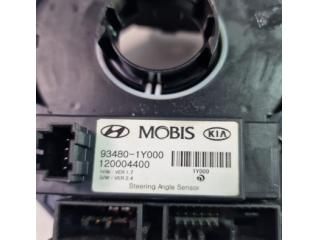 MOBIS KIA
93480-1Y000
120004400
H/W : VER 1.7
S/W : VER 2.4
1Y000
Steering Angle Sensor